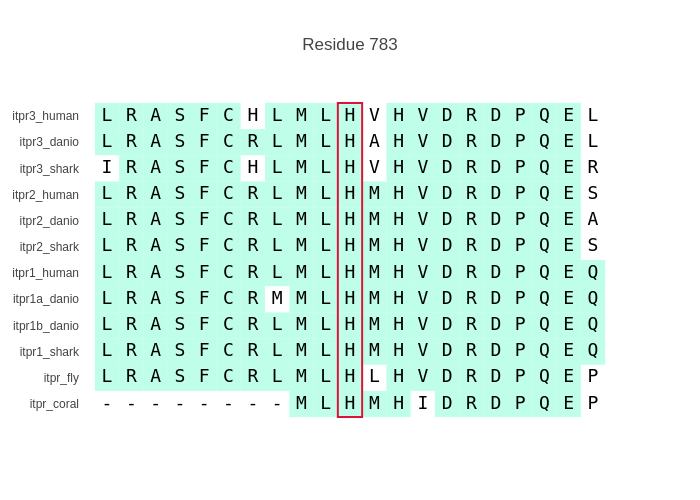 Residue 783
itpr3_human L R A S F C H L M L H V H V D R D P Q E L
itpr3_danio L R A S F C R L M L H A H V D R D P Q E L
itpr3_shark I R A S F C H L M L H V H V D R D P Q E R
itpr2_human L R A S F C R L M L H M H V D R D P Q E S
itpr2_danio L R A S F C R L M L H M H V D R D P Q E A
itpr2_shark L R A S F C R L M L H M H V D R D P Q E S
itpr1_human L R A S F C R L M L H M H V D R D P Q E Q
itpr1a_danio L R A S F C R M M L H M H V D R D P Q E Q
itpr1b_danio L R A S F C R L M L H M H V D R D P Q E Q
itpr1_shark L R A S F C R L M L H M H V D R D P Q E Q
itpr_fly L R A S F C R L M L H L H V D R D P Q E P
itpr_coral - - - - - - - - M L H M H I D R D P Q E P